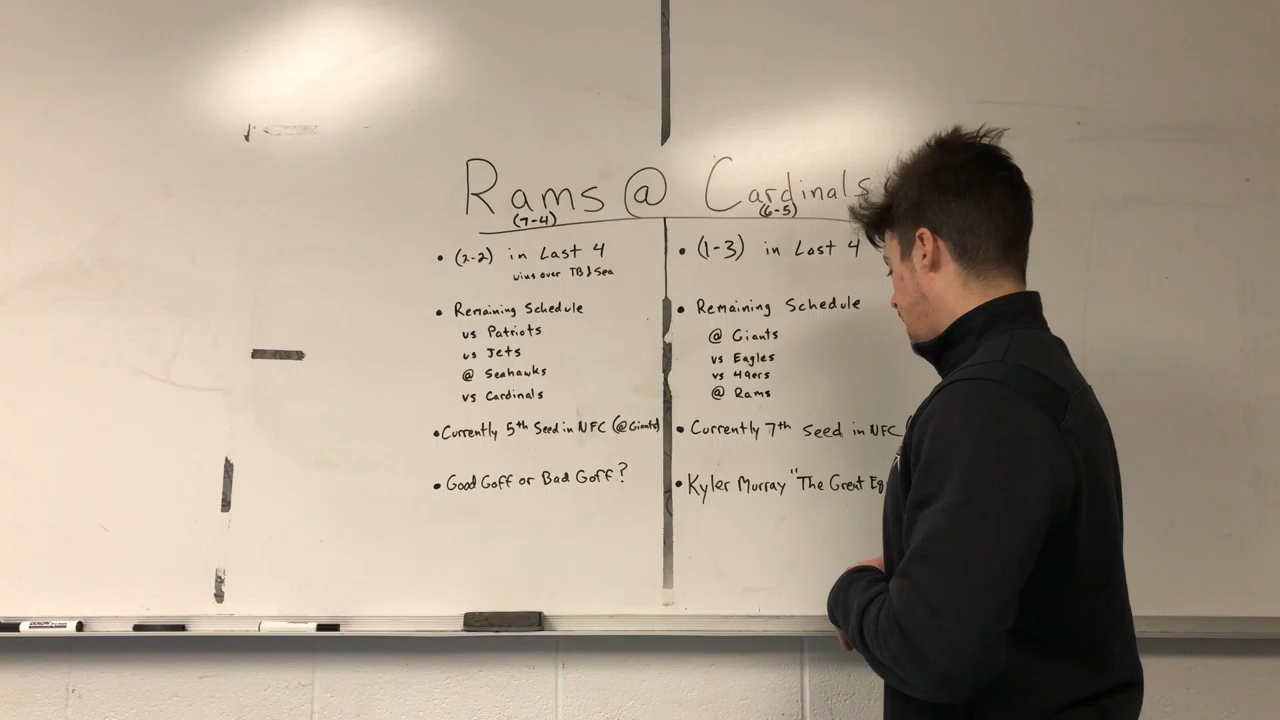 Rams @ Cardinals
(7-4)
(6-5)
• (2-2) in Last 4
wins over TB & Sea
• Remaining Schedule
vs Patriots
vs Jets
@ Seahawks
vs Cardinals
• Currently 5th Seed in NFC (@Giants)
• Good Goff or Bad Goff?
• (1-3) in Last 4
• Remaining Schedule
@ Giants
vs Eagles
vs 49ers
@ Rams
• Currently 7th Seed in NFC
• Kyler Murray "The Great